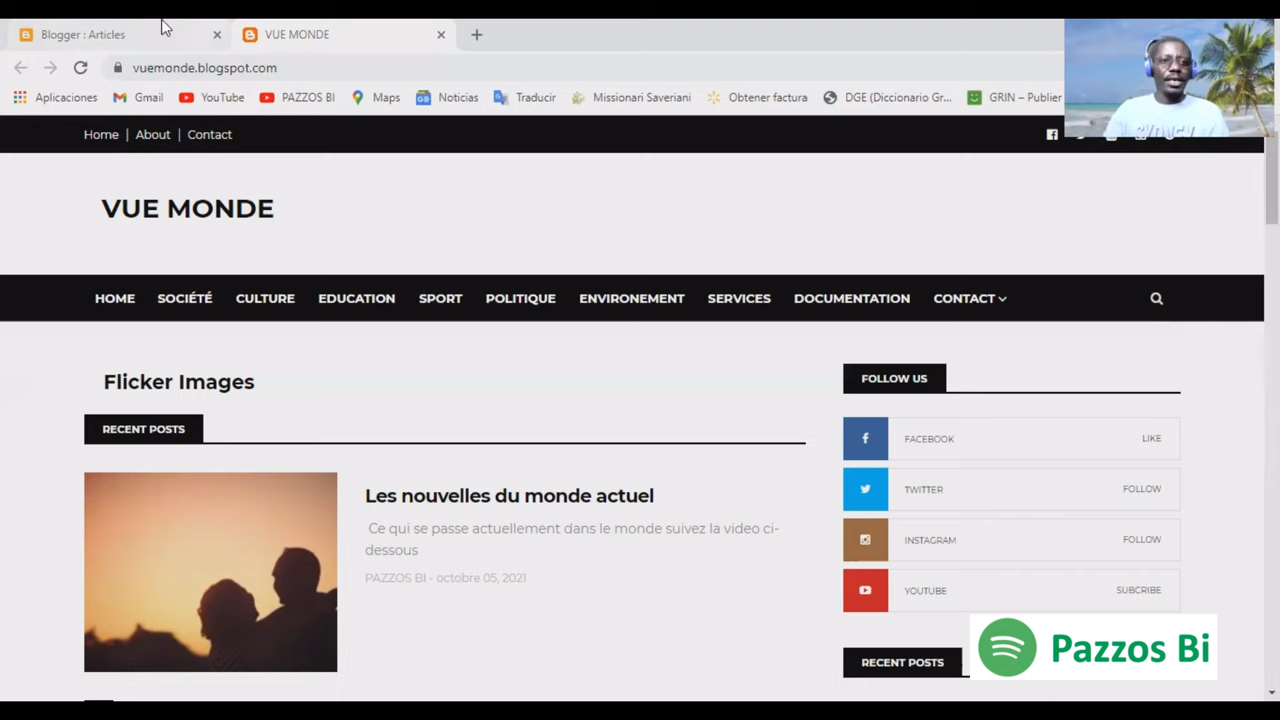 Blogger : Articles
VUE MONDE
vuemonde.blogspot.com
Aplicaciones Gmail YouTube PAZZOS BI Maps Noticias Traducir Missionari Saveriani Obtener factura DGE (Diccionario Gr... GRIN – Publier
Home | About | Contact
VUE MONDE
HOME SOCIÉTÉ CULTURE EDUCATION SPORT POLITIQUE ENVIRONEMENT SERVICES DOCUMENTATION CONTACT
Flicker Images
RECENT POSTS
Les nouvelles du monde actuel
Ce qui se passe actuellement dans le monde suivez la video ci-
dessous
PAZZOS BI - octobre 05, 2021
FOLLOW US
FACEBOOK LIKE
TWITTER FOLLOW
INSTAGRAM FOLLOW
YOUTUBE SUBCRIBE
RECENT POSTS
Pazzos Bi